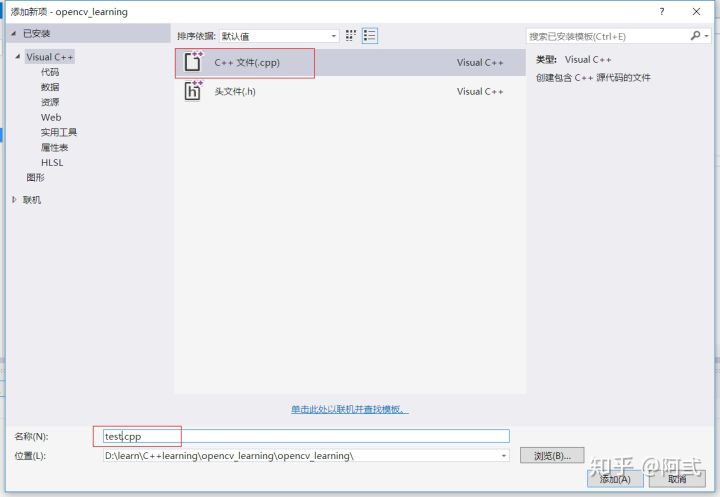 添加新项 - opencv_learning
? ×
已安装
排序依据: 默认值
搜索已安装模板(Ctrl+E)
Visual C++
代码
数据
资源
Web
实用工具
属性表
HLSL
图形
联机
C++ 文件(.cpp) Visual C++
头文件(.h) Visual C++
类型: Visual C++
创建包含 C++ 源代码的文件
单击此处以联机并查找模板。
名称(N): test.cpp
位置(L): D:\learn\C++learning\opencv_learning\opencv_learning\
浏览(B)...
添加(A) 取消
知乎 @阿弍